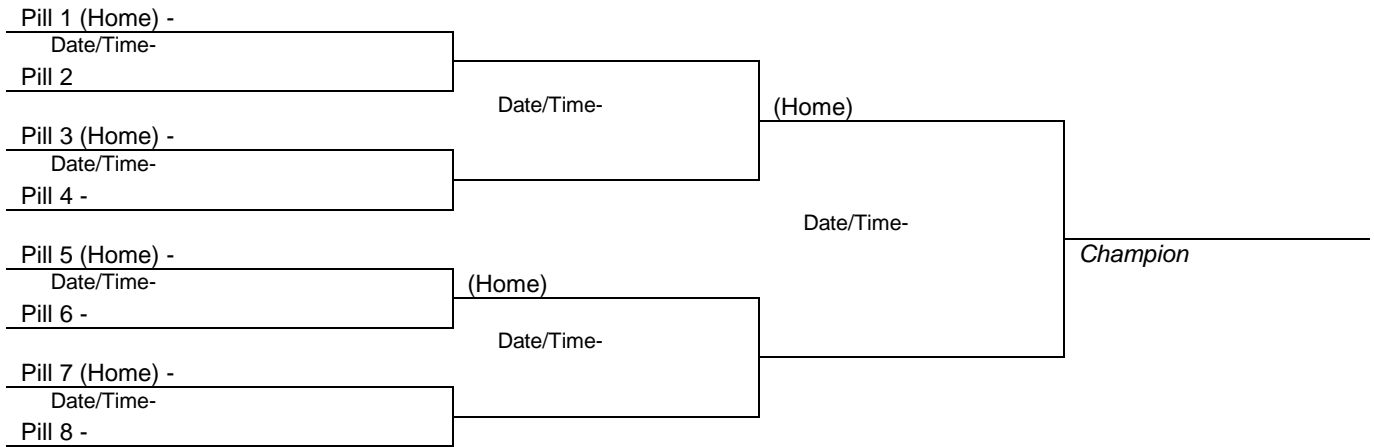 Pill 1 (Home) -
Date/Time-
Pill 2
Date/Time-
(Home)
Pill 3 (Home) -
Date/Time-
Pill 4 -
Date/Time-
Champion
Pill 5 (Home) -
Date/Time-
(Home)
Pill 6 -
Date/Time-
Pill 7 (Home) -
Date/Time-
Pill 8 -